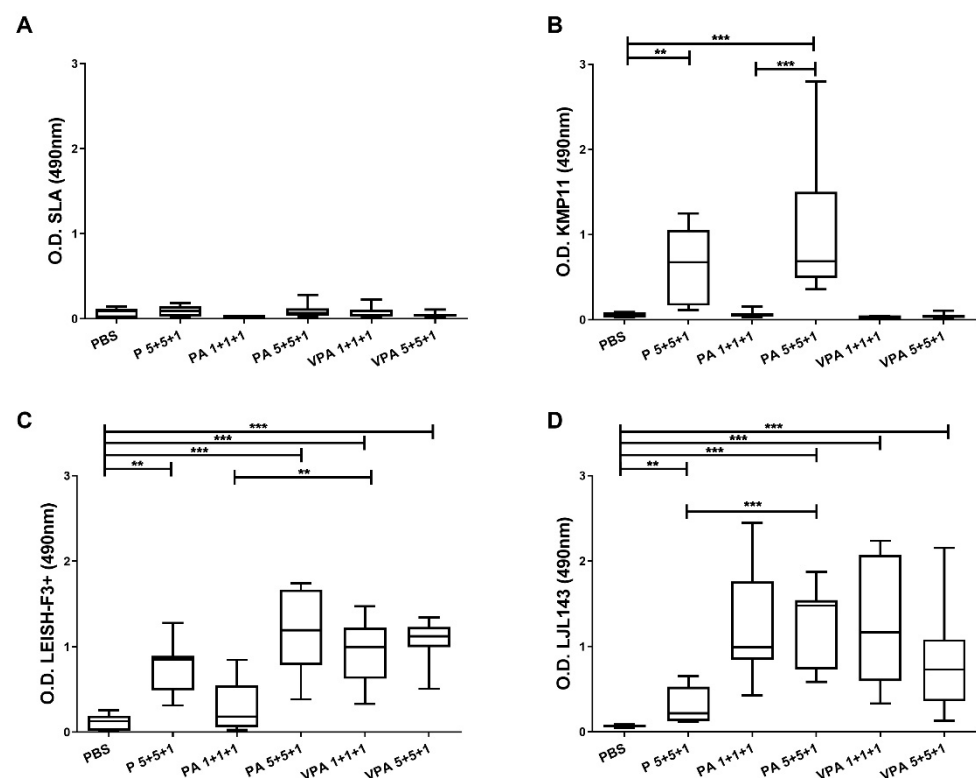 A
O.D. SLA (490nm)
3
2
1
0
PBS
P 5+5+1
PA 1+1+1
PA 5+5+1
VPA 1+1+1
VPA 5+5+1
B
***
**
***
O.D. KMP11 (490nm)
3
2
1
0
PBS
P 5+5+1
PA 1+1+1
PA 5+5+1
VPA 1+1+1
VPA 5+5+1
C
***
***
***
**
**
O.D. LEISH-F3+ (490nm)
3
2
1
0
PBS
P 5+5+1
PA 1+1+1
PA 5+5+1
VPA 1+1+1
VPA 5+5+1
D
***
***
***
**
***
O.D. LJL143 (490nm)
3
2
1
0
PBS
P 5+5+1
PA 1+1+1
PA 5+5+1
VPA 1+1+1
VPA 5+5+1